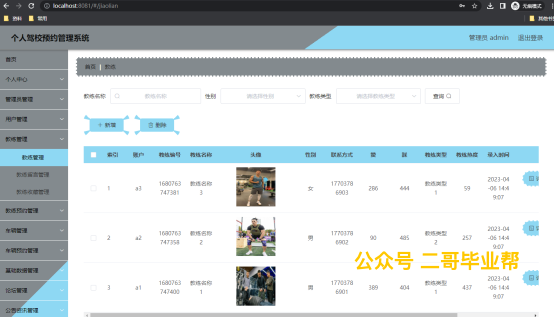 localhost:8081/#/jiaolian
无痕模式
资料
常用
其他书
个人驾校预约管理系统
管理员 admin
退出登录
首页
个人中心
管理员管理
用户管理
教练管理
教练管理
教练留言管理
教练收藏管理
教练预约管理
车辆管理
车辆预约管理
基础数据管理
论坛管理
公告资讯管理
首页 教练
教练名称 教练名称 性别 请选择性别 教练类型 请选择教练类型 查询
+ 新增 删除
索引 账户 教练编号 教练名称 头像 性别 联系方式 赞 踩 教练类型 教练热度 录入时间
1 a3 1680763747381 教练名称3 女 17703786903 286 444 教练类型1 59 2023-04-06 14:49:07
2 a2 1680763747358 教练名称2 男 17703786902 90 485 教练类型2 257 2023-04-06 14:49:07
3 a1 1680763747400 教练名称1 男 17703786901 389 404 教练类型1 437 2023-04-06 14:49:07
公众号 二哥毕业帮